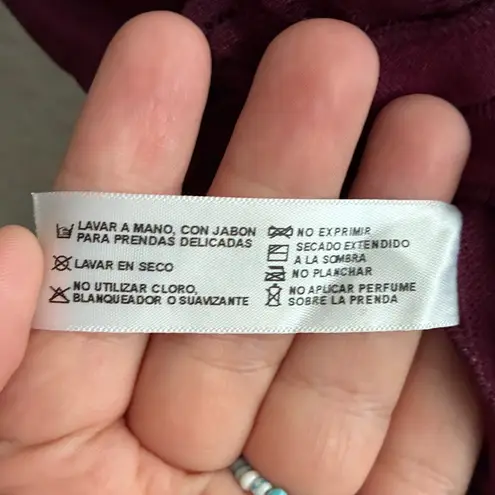 LAVAR A MANO, CON JABON
PARA PRENDAS DELICADAS
LAVAR EN SECO
NO UTILIZAR CLORO,
BLANQUEADOR O SUAVIZANTE
NO EXPRIMIR
SECADO EXTENDIDO
A LA SOMBRA
NO PLANCHAR
NO APLICAR PERFUME
SOBRE LA PRENDA